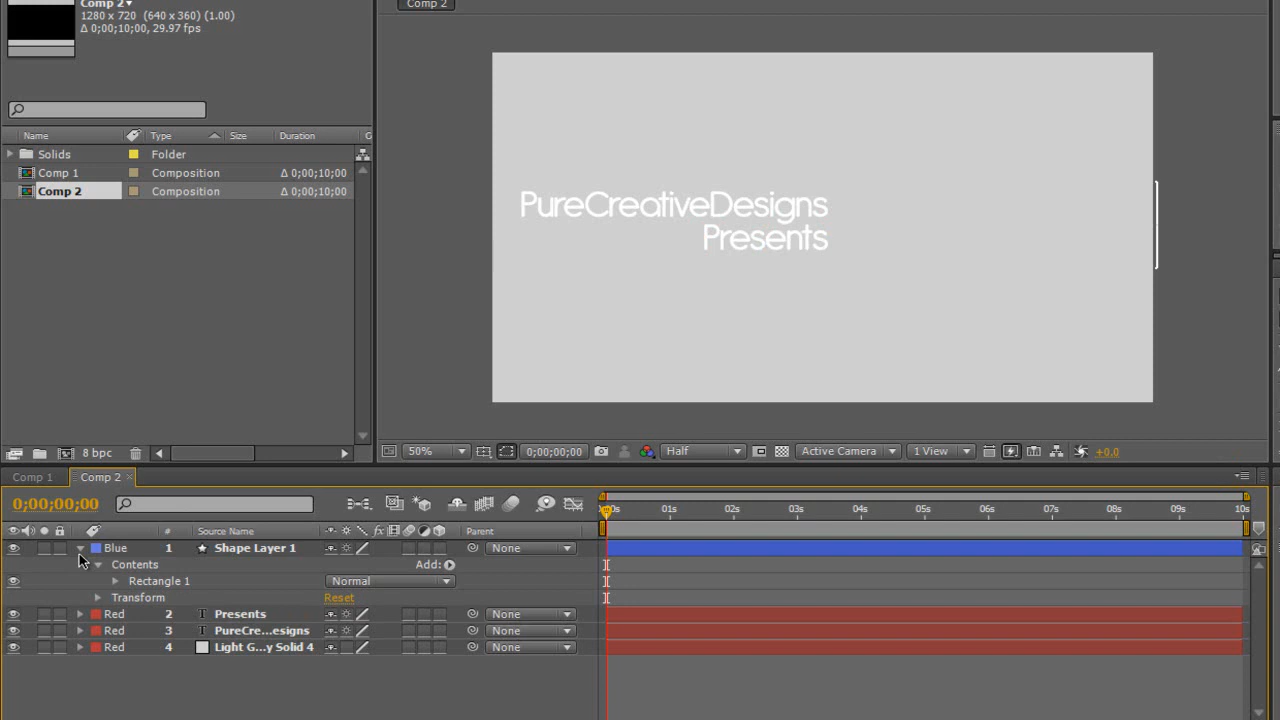 Comp 2▾
1280 x 720 (640 x 360) (1.00)
Δ 0;00;10;00, 29.97 fps
Comp 2
Name Type Size Duration
Solids Folder
Comp 1 Composition Δ 0;00;10;00
Comp 2 Composition Δ 0;00;10;00
PureCreativeDesigns
Presents
8 bpc
50% 0;00;00;00 Half Active Camera 1 View +0.0
Comp 1 Comp 2 ×
0;00;00;00
01s 02s 03s 04s 05s 06s 07s 08s 09s 10s
# Source Name fx Parent
Blue 1 Shape Layer 1 None
Contents Add:
Rectangle 1 Normal
Transform Reset
Red 2 T Presents None
Red 3 T PureCre...esigns None
Red 4 Light G...y Solid 4 None